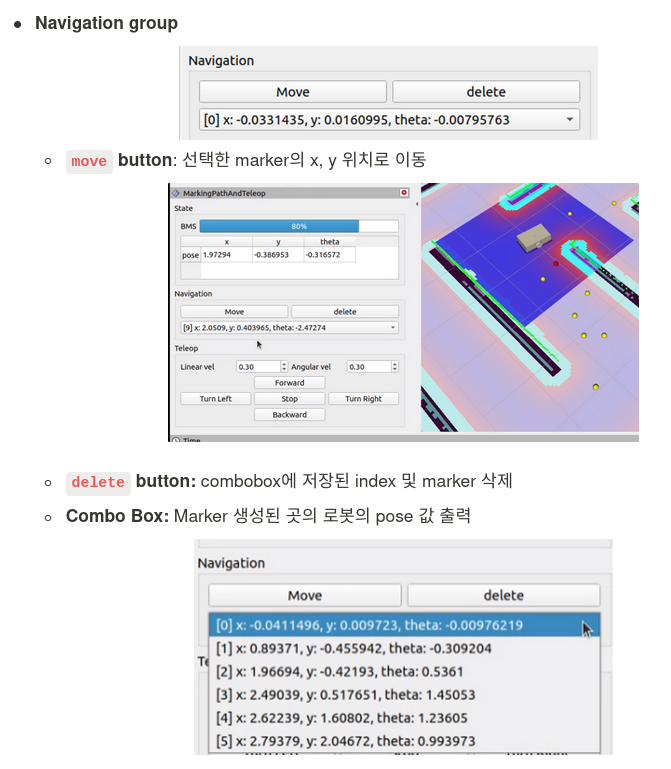 Navigation group
Navigation
Move delete
[0] x: -0.0331435, y: 0.0160995, theta: -0.00795763
move button: 선택한 marker의 x, y 위치로 이동
MarkingPathAndTeleop
State
BMS 80%
x y theta
pose 1.97294 -0.386953 -0.316572
Navigation
Move delete
[9] x: 2.0509, y: 0.403965, theta: -2.47274
Teleop
Linear vel 0.30 Angular vel 0.30
Forward
Turn Left Stop Turn Right
Backward
Time
delete button: combobox에 저장된 index 및 marker 삭제
Combo Box: Marker 생성된 곳의 로봇의 pose 값 출력
Navigation
Move delete
[0] x: -0.0411496, y: 0.009723, theta: -0.00976219
[1] x: 0.89371, y: -0.455942, theta: -0.309204
Te
[2] x: 1.96694, y: -0.42193, theta: 0.5361
[3] x: 2.49039, y: 0.517651, theta: 1.45053
[4] x: 2.62239, y: 1.60802, theta: 1.23605
[5] x: 2.79379, y: 2.04672, theta: 0.993973